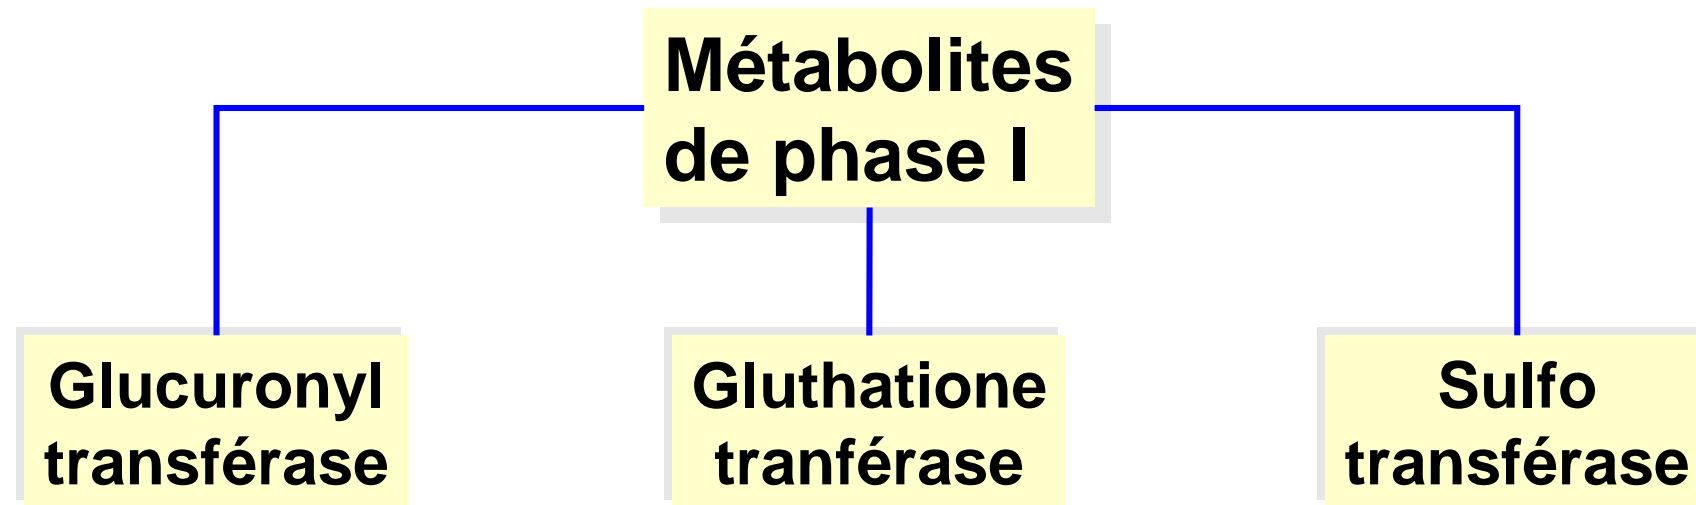 Métabolites
de phase I
Glucuronyl
transférase
Gluthatione
tranférase
Sulfo
transférase